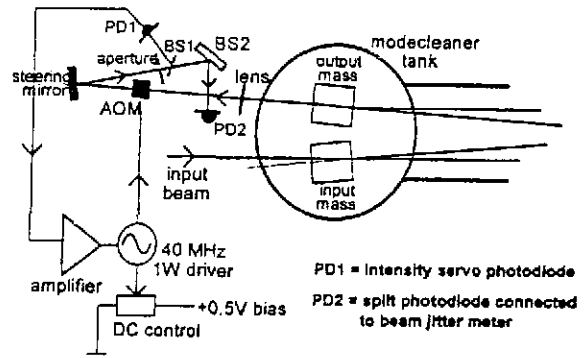 PD1
BS1
BS2
aperture
steering
mirror
AOM
lens
PD2
modecleaner
tank
output
mass
input
beam
input
mass
amplifier
40 MHz
1W driver
DC control
+0.5V bias
PD1 = intensity servo photodiode
PD2 = split photodiode connected
to beam jitter meter